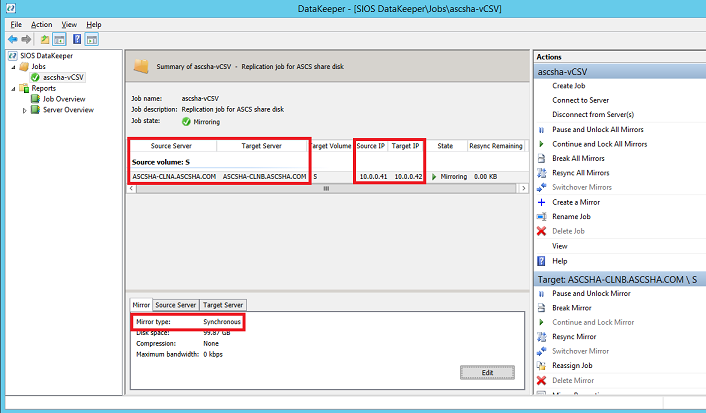 DataKeeper - [SIOS DataKeeper\Jobs\ascsha-vCSV]
File Action View Help
SIOS DataKeeper
Jobs
ascsha-vCSV
Reports
Job Overview
Server Overview
Summary of ascsha-vCSV - Replication job for ASCS share disk
Job name: ascsha-vCSV
Job description: Replication job for ASCS share disk
Job state: Mirroring
Source Server Target Server Target Volume Source IP Target IP State Resync Remaining
Source volume: S
ASCSHA-CLNA.ASCSHA.COM ASCSHA-CLNB.ASCSHA.COM S 10.0.0.41 10.0.0.42 Mirroring 0.00 KB
Mirror Source Server Target Server
Mirror type: Synchronous
Disk space: 99.87 GB
Compression: None
Maximum bandwidth: 0 kbps
Edit
Actions
ascsha-vCSV
Create Job
Connect to Server
Disconnect from Server(s)
Pause and Unlock All Mirrors
Continue and Lock All Mirrors
Break All Mirrors
Resync All Mirrors
Switchover Mirrors
Create a Mirror
Rename Job
Delete Job
View
Help
Target: ASCSHA-CLNB.ASCSHA.COM \ S
Pause and Unlock Mirror
Break Mirror
Continue and Lock Mirror
Resync Mirror
Switchover Mirror
Reassign Job
Delete Mirror